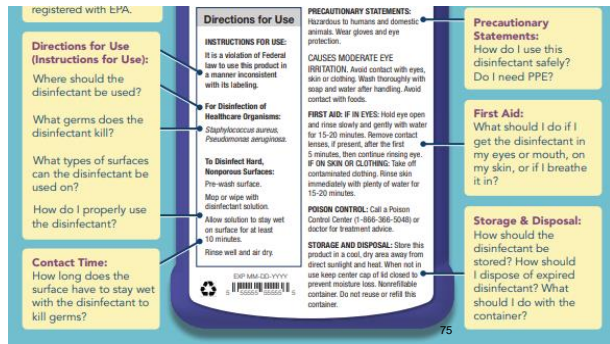 registered with EPA.
Directions for Use
(Instructions for Use):
Where should the
disinfectant be used?
What germs does the
disinfectant kill?
What types of surfaces
can the disinfectant be
used on?
How do I properly use
the disinfectant?
Contact Time:
How long does the
surface have to stay wet
with the disinfectant to
kill germs?
Directions for Use
INSTRUCTIONS FOR USE:
It is a violation of Federal
law to use this product in
a manner inconsistent
with its labeling.
For Disinfection of
Healthcare Organisms:
Staphylococcus aureus,
Pseudomonas aeruginosa.
To Disinfect Hard,
Nonporous Surfaces:
Pre-wash surface.
Mop or wipe with
disinfectant solution.
Allow solution to stay wet
on surface for at least
10 minutes.
Rinse well and air dry.
EXP MM-DD-YYYY
5 55555 55555 5
PRECAUTIONARY STATEMENTS:
Hazardous to humans and domestic
animals. Wear gloves and eye
protection.
CAUSES MODERATE EYE
IRRITATION. Avoid contact with eyes,
skin or clothing. Wash thoroughly with
soap and water after handling. Avoid
contact with foods.
FIRST AID: IF IN EYES: Hold eye open
and rinse slowly and gently with water
for 15-20 minutes. Remove contact
lenses, if present, after the first
5 minutes, then continue rinsing eye.
IF ON SKIN OR CLOTHING: Take off
contaminated clothing. Rinse skin
immediately with plenty of water for
15-20 minutes.
POISON CONTROL: Call a Poison
Control Center (1-866-366-5048) or
doctor for treatment advice.
STORAGE AND DISPOSAL: Store this
product in a cool, dry area away from
direct sunlight and heat. When not in
use keep center cap of lid closed to
prevent moisture loss. Nonrefillable
container. Do not reuse or refill this
container.
Precautionary
Statements:
How do I use this
disinfectant safely?
Do I need PPE?
First Aid:
What should I do if I
get the disinfectant in
my eyes or mouth, on
my skin, or if I breathe
it in?
Storage & Disposal:
How should the
disinfectant be
stored? How should
I dispose of expired
disinfectant? What
should I do with the
container?
75